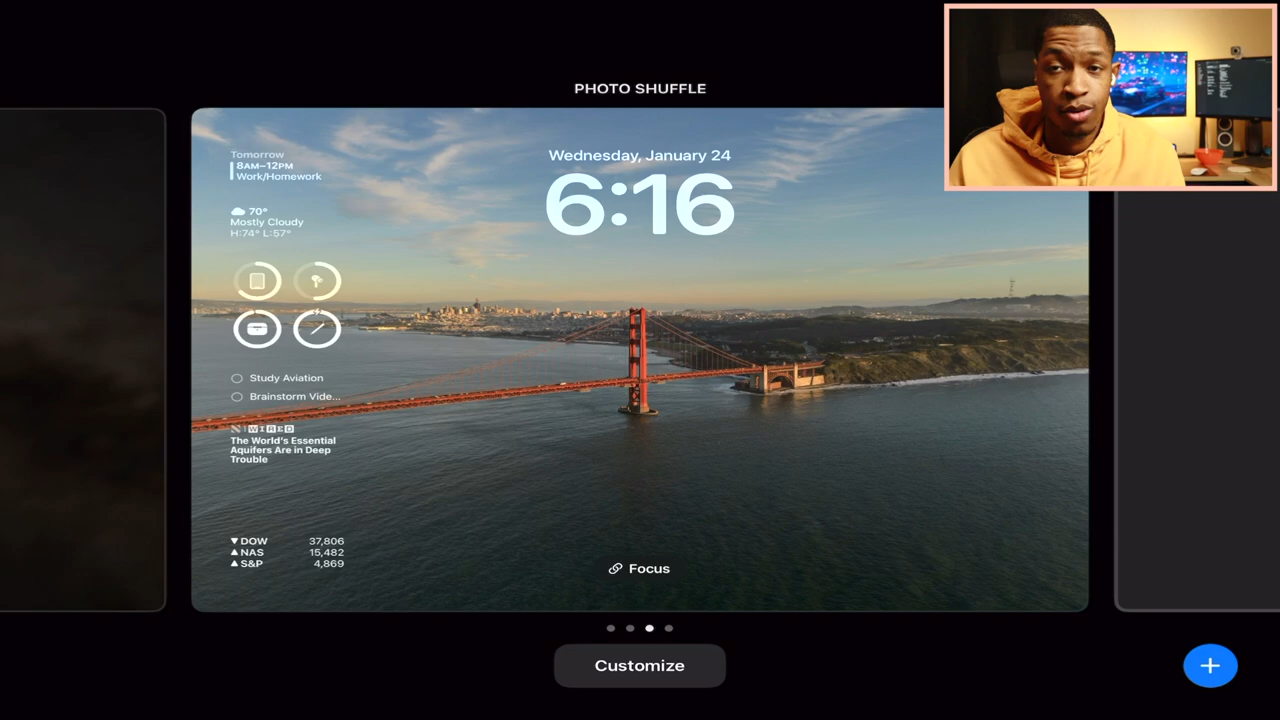 PHOTO SHUFFLE
Wednesday, January 24
6:16
Tomorrow
8AM–12PM
Work/Homework
70°
Mostly Cloudy
H:74° L:57°
Study Aviation
Brainstorm Vide...
WIRED
The World's Essential
Aquifers Are in Deep
Trouble
DOW 37,806
NAS 15,482
S&P 4,869
Focus
Customize